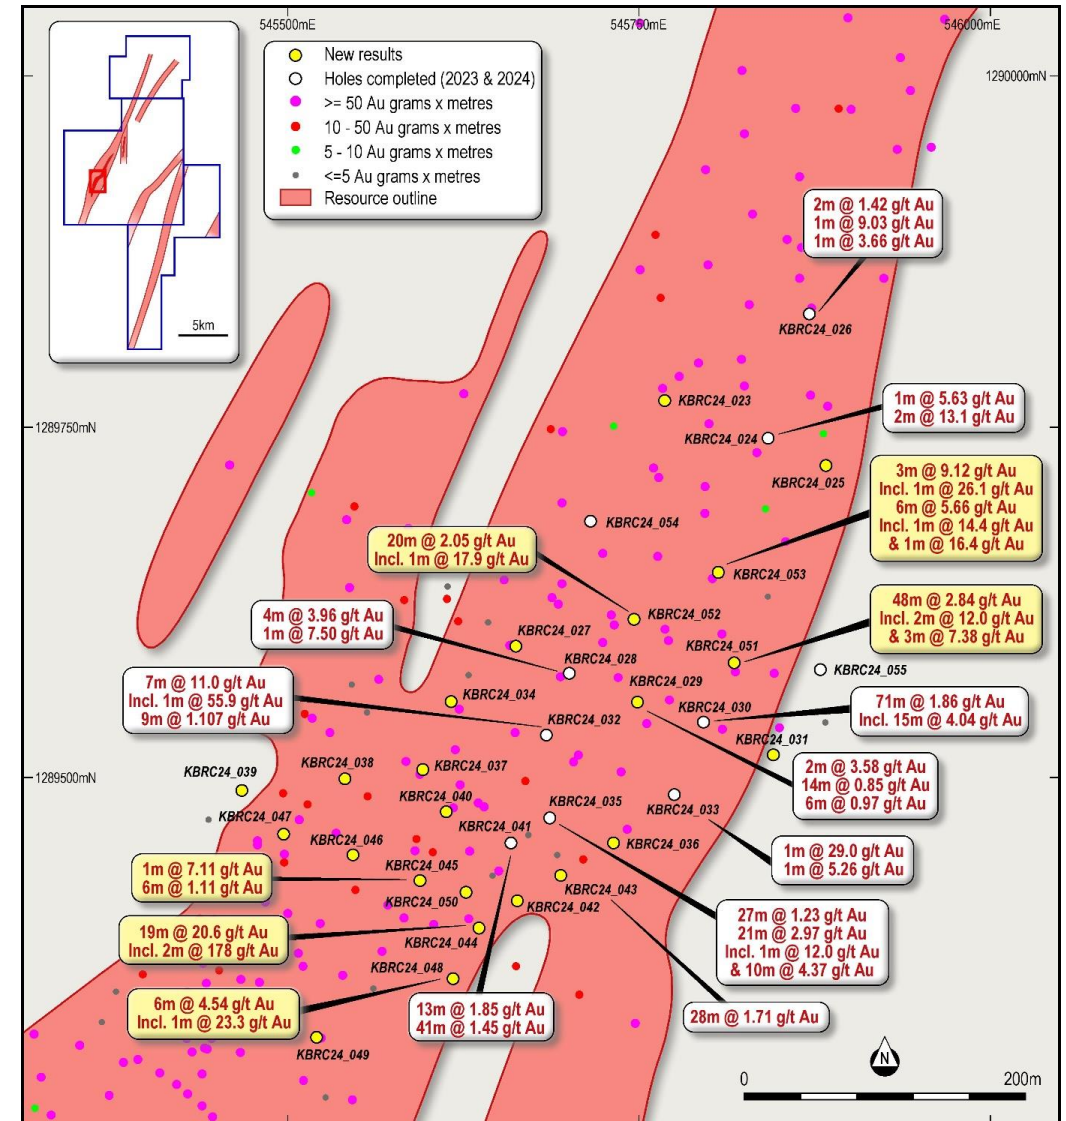 545500mE
545750mE
546000mE
New results
Holes completed (2023 & 2024)
>= 50 Au grams x metres
10 - 50 Au grams x metres
5 - 10 Au grams x metres
<=5 Au grams x metres
Resource outline
5km
1290000mN
2m @ 1.42 g/t Au
1m @ 9.03 g/t Au
1m @ 3.66 g/t Au
KBRC24_026
KBRC24_023
1m @ 5.63 g/t Au
2m @ 13.1 g/t Au
1289750mN
KBRC24_024
KBRC24_025
3m @ 9.12 g/t Au
Incl. 1m @ 26.1 g/t Au
6m @ 5.66 g/t Au
Incl. 1m @ 14.4 g/t Au
& 1m @ 16.4 g/t Au
KBRC24_054
20m @ 2.05 g/t Au
Incl. 1m @ 17.9 g/t Au
KBRC24_053
48m @ 2.84 g/t Au
Incl. 2m @ 12.0 g/t Au
& 3m @ 7.38 g/t Au
4m @ 3.96 g/t Au
1m @ 7.50 g/t Au
KBRC24_052
KBRC24_027
KBRC24_051
KBRC24_028
KBRC24_055
7m @ 11.0 g/t Au
Incl. 1m @ 55.9 g/t Au
9m @ 1.107 g/t Au
KBRC24_029
KBRC24_034
71m @ 1.86 g/t Au
Incl. 15m @ 4.04 g/t Au
KBRC24_030
KBRC24_032
KBRC24_031
2m @ 3.58 g/t Au
14m @ 0.85 g/t Au
6m @ 0.97 g/t Au
KBRC24_039
KBRC24_038
KBRC24_037
1289500mN
KBRC24_040
KBRC24_035
KBRC24_033
KBRC24_047
KBRC24_041
KBRC24_046
KBRC24_036
1m @ 29.0 g/t Au
1m @ 5.26 g/t Au
1m @ 7.11 g/t Au
6m @ 1.11 g/t Au
KBRC24_045
KBRC24_043
KBRC24_050
KBRC24_042
27m @ 1.23 g/t Au
21m @ 2.97 g/t Au
Incl. 1m @ 12.0 g/t Au
& 10m @ 4.37 g/t Au
19m @ 20.6 g/t Au
Incl. 2m @ 178 g/t Au
KBRC24_044
KBRC24_048
6m @ 4.54 g/t Au
Incl. 1m @ 23.3 g/t Au
13m @ 1.85 g/t Au
41m @ 1.45 g/t Au
28m @ 1.71 g/t Au
KBRC24_049
N
0
200m